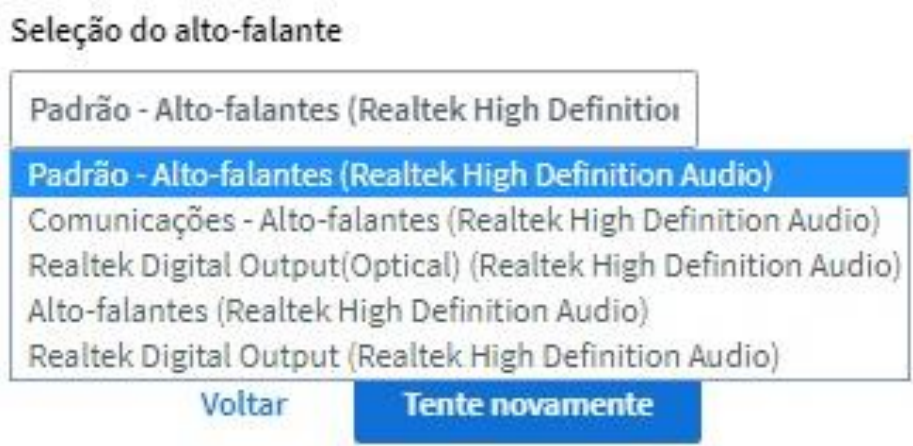 Seleção do alto-falante
Padrão - Alto-falantes (Realtek High Definition
Padrão - Alto-falantes (Realtek High Definition Audio)
Comunicações - Alto-falantes (Realtek High Definition Audio)
Realtek Digital Output(Optical) (Realtek High Definition Audio)
Alto-falantes (Realtek High Definition Audio)
Realtek Digital Output (Realtek High Definition Audio)
Voltar Tente novamente